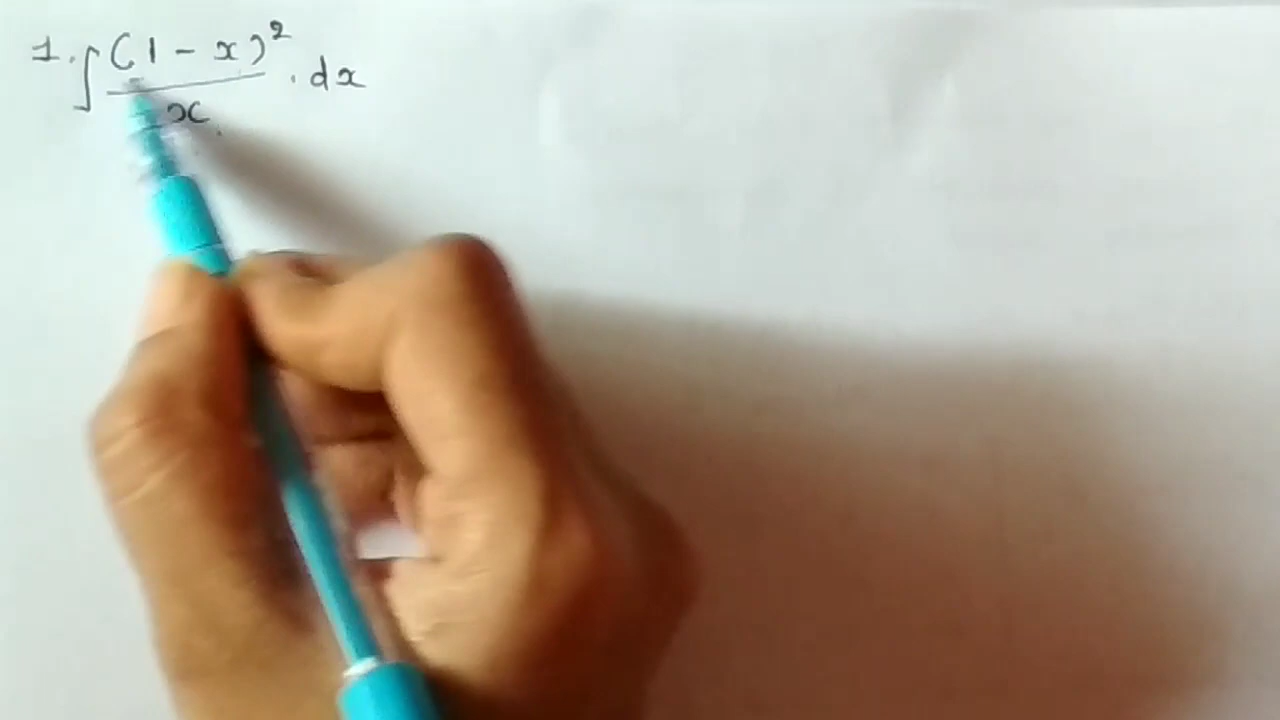 1. ∫ (1 - x)² / x . dx